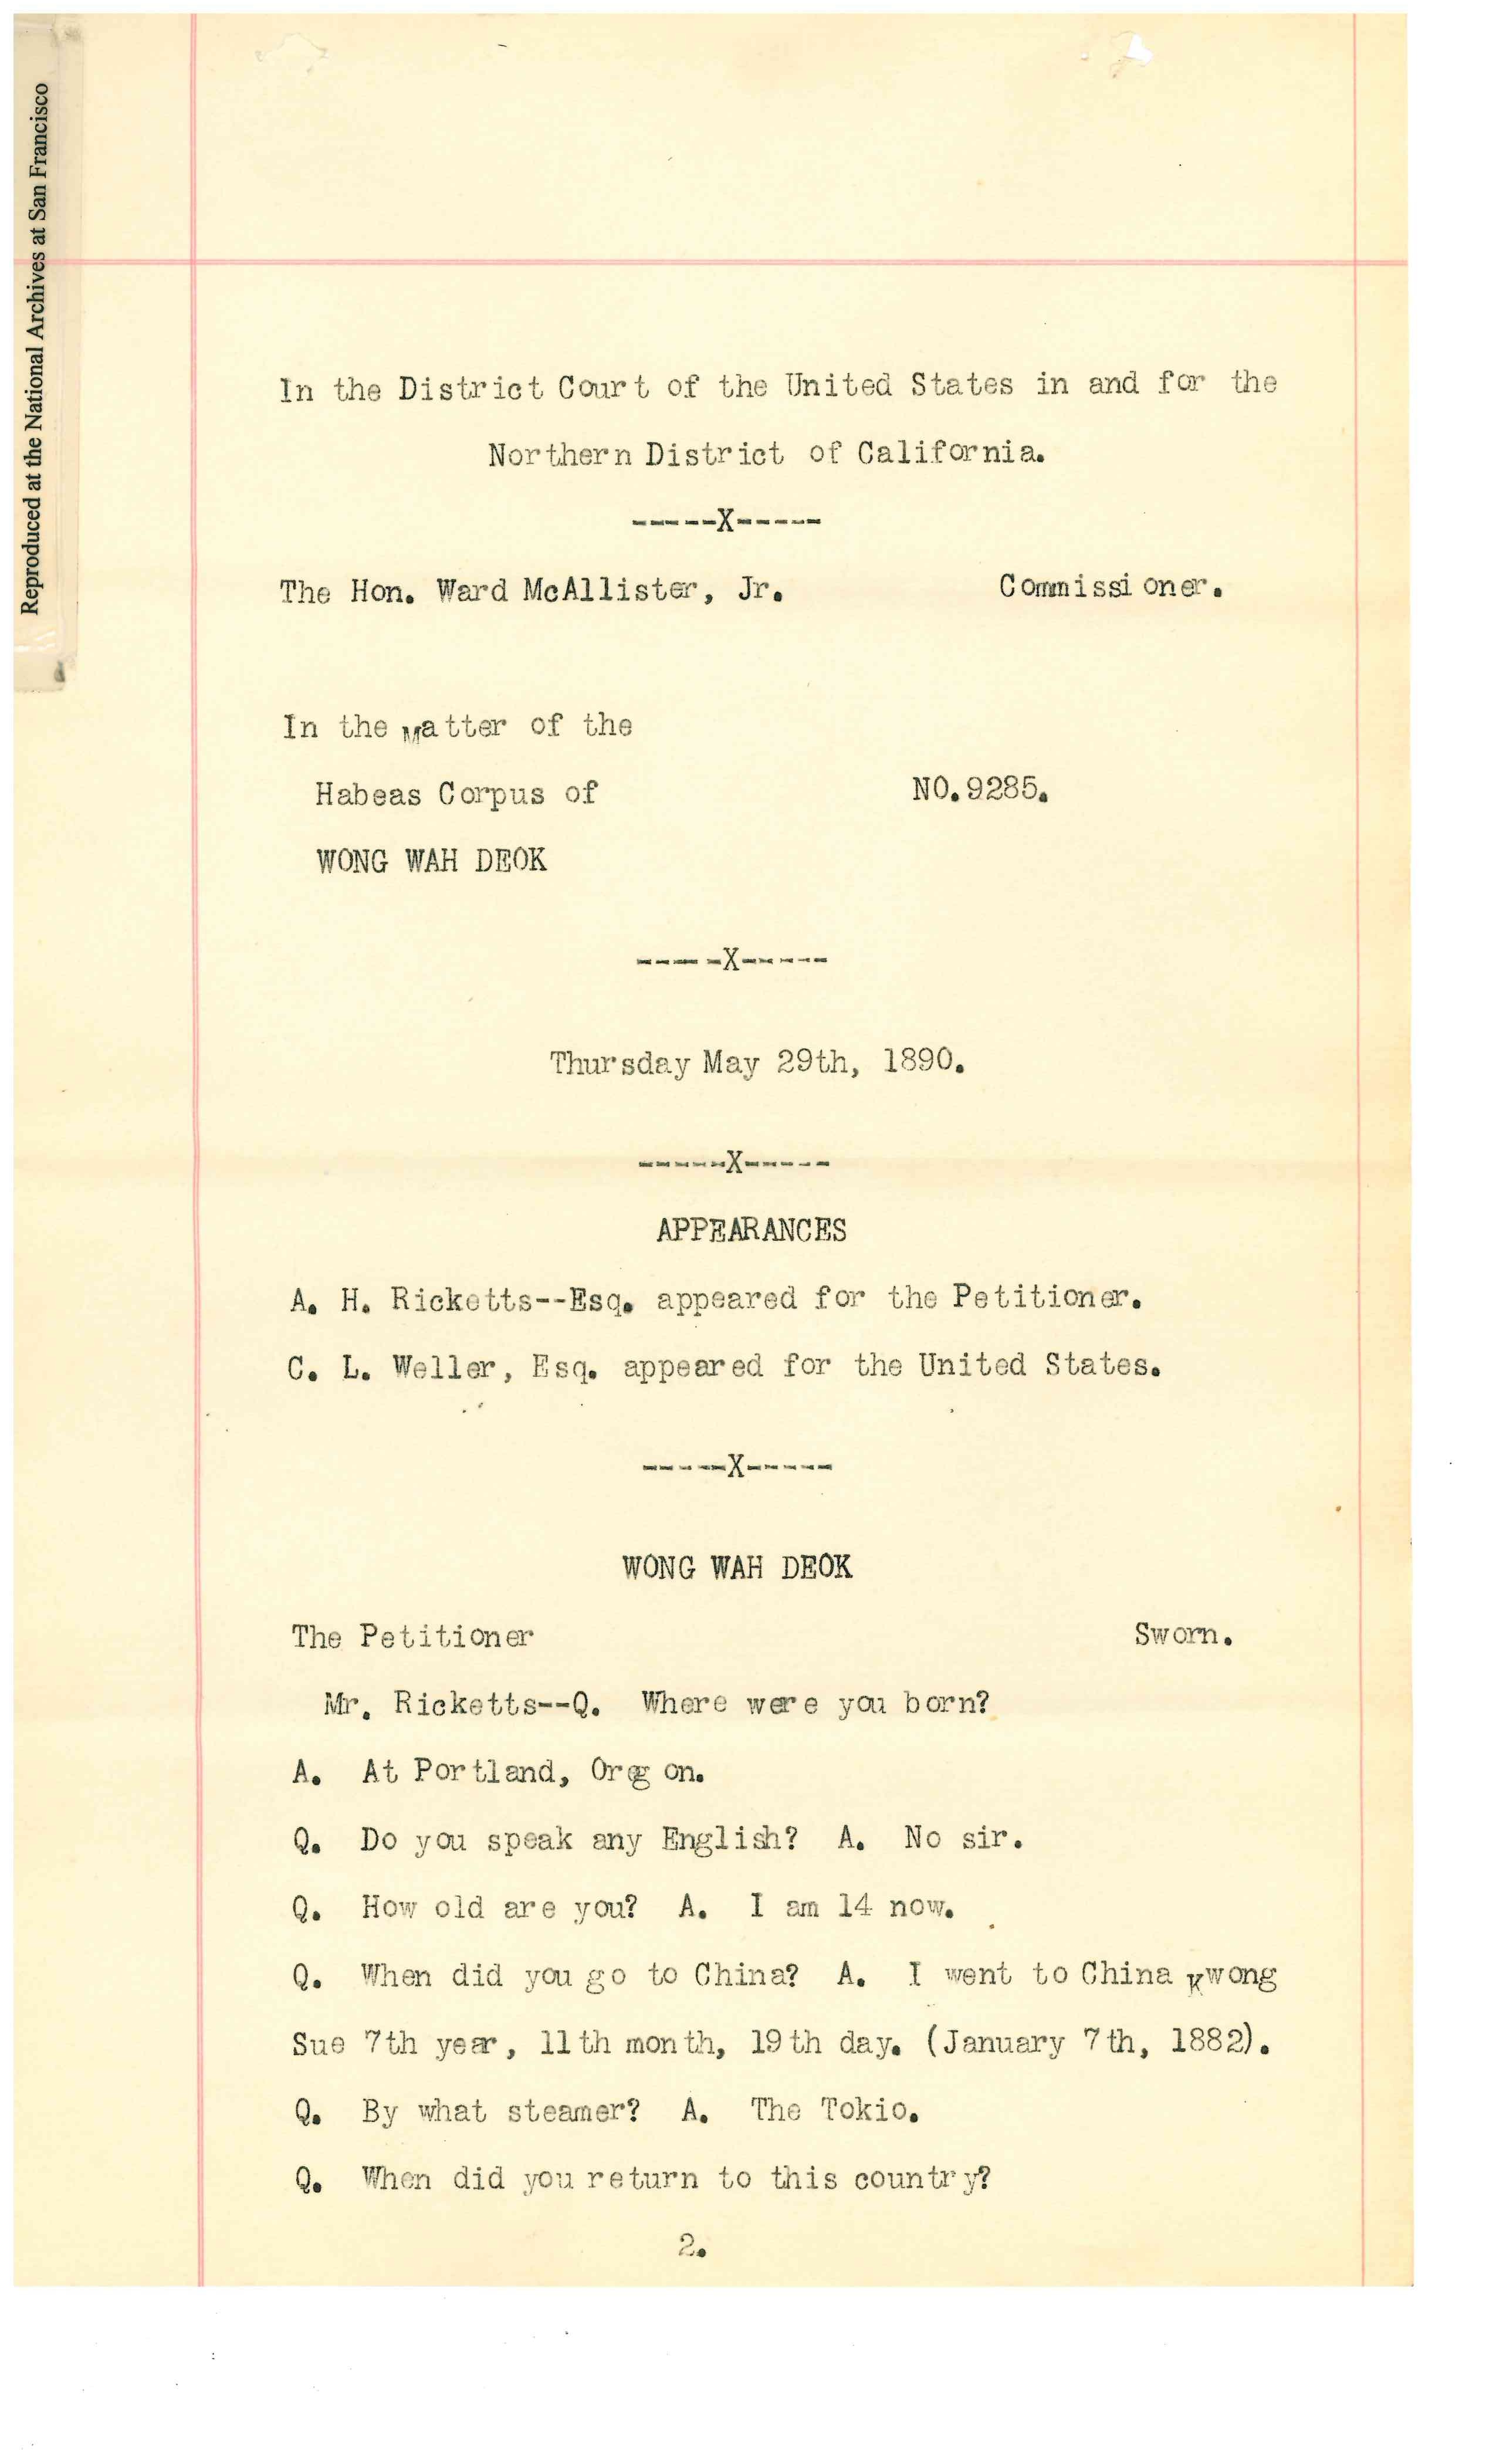 Reproduced at the National Archives at San Francisco
In the District Court of the United States in and for the
Northern District of California.
-----X-----
The Hon. Ward McAllister, Jr. Commissioner.
In the Matter of the
Habeas Corpus of NO.9285.
WONG WAH DEOK
-----X-----
Thursday May 29th, 1890.
-----X-----
APPEARANCES
A. H. Ricketts--Esq. appeared for the Petitioner.
C. L. Weller, Esq. appeared for the United States.
-----X-----
WONG WAH DEOK
The Petitioner Sworn.
Mr. Ricketts--Q. Where were you born?
A. At Portland, Oregon.
Q. Do you speak any English? A. No sir.
Q. How old are you? A. I am 14 now.
Q. When did you go to China? A. I went to China Kwong
Sue 7th year, 11th month, 19th day. (January 7th, 1882).
Q. By what steamer? A. The Tokio.
Q. When did you return to this country?
2.